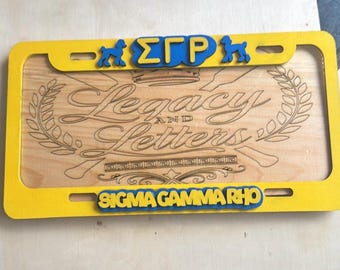 ΣΓΡ
Legacy
AND
Letters
SIGMA GAMMA RHO